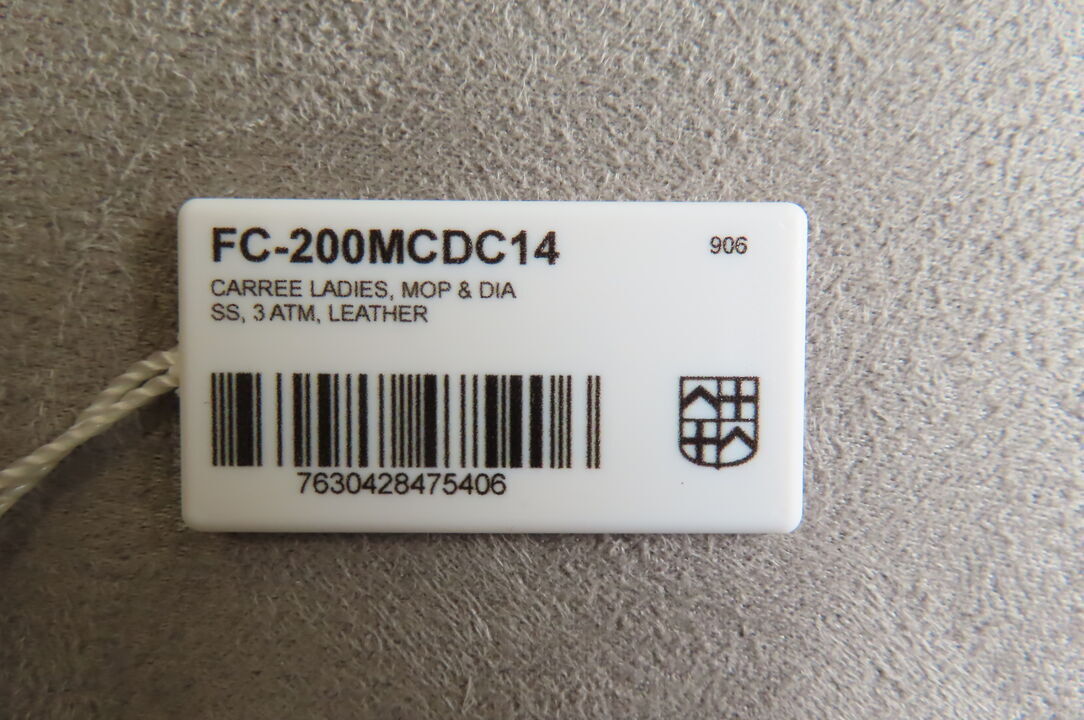 FC-200MCDC14
906
CARREE LADIES, MOP & DIA
SS, 3 ATM, LEATHER
7630428475406